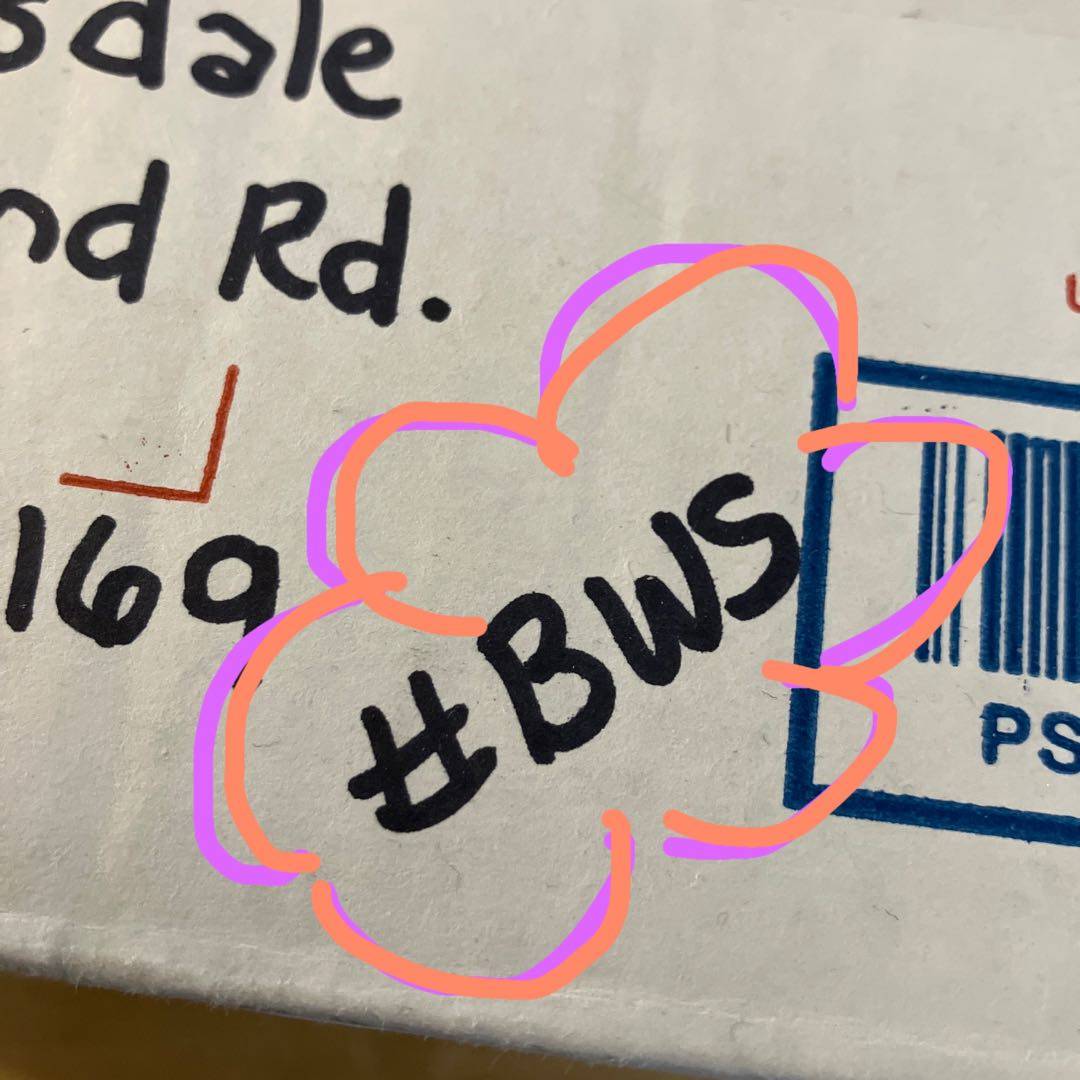 sdale
nd Rd.
169
#BWS
PS